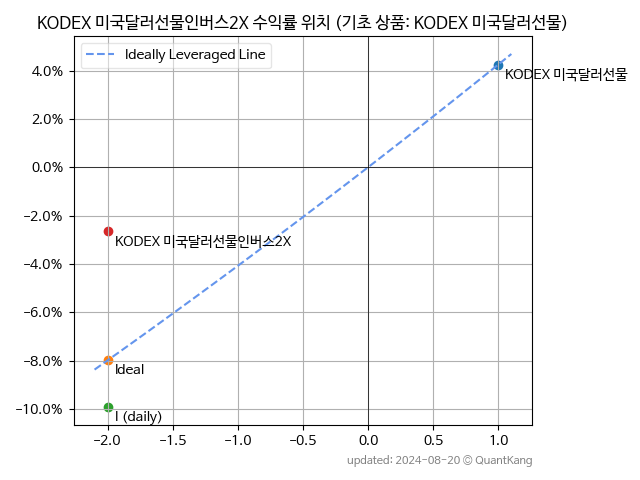 KODEX 미국달러선물인버스2X 수익률 위치 (기초 상품: KODEX 미국달러선물)
Ideally Leveraged Line
4.0%
KODEX 미국달러선물
2.0%
0.0%
−2.0%
KODEX 미국달러선물인버스2X
−4.0%
−6.0%
−8.0%
Ideal
−10.0%
I (daily)
−2.0 −1.5 −1.0 −0.5 0.0 0.5 1.0
updated: 2024-08-20 © QuantKang